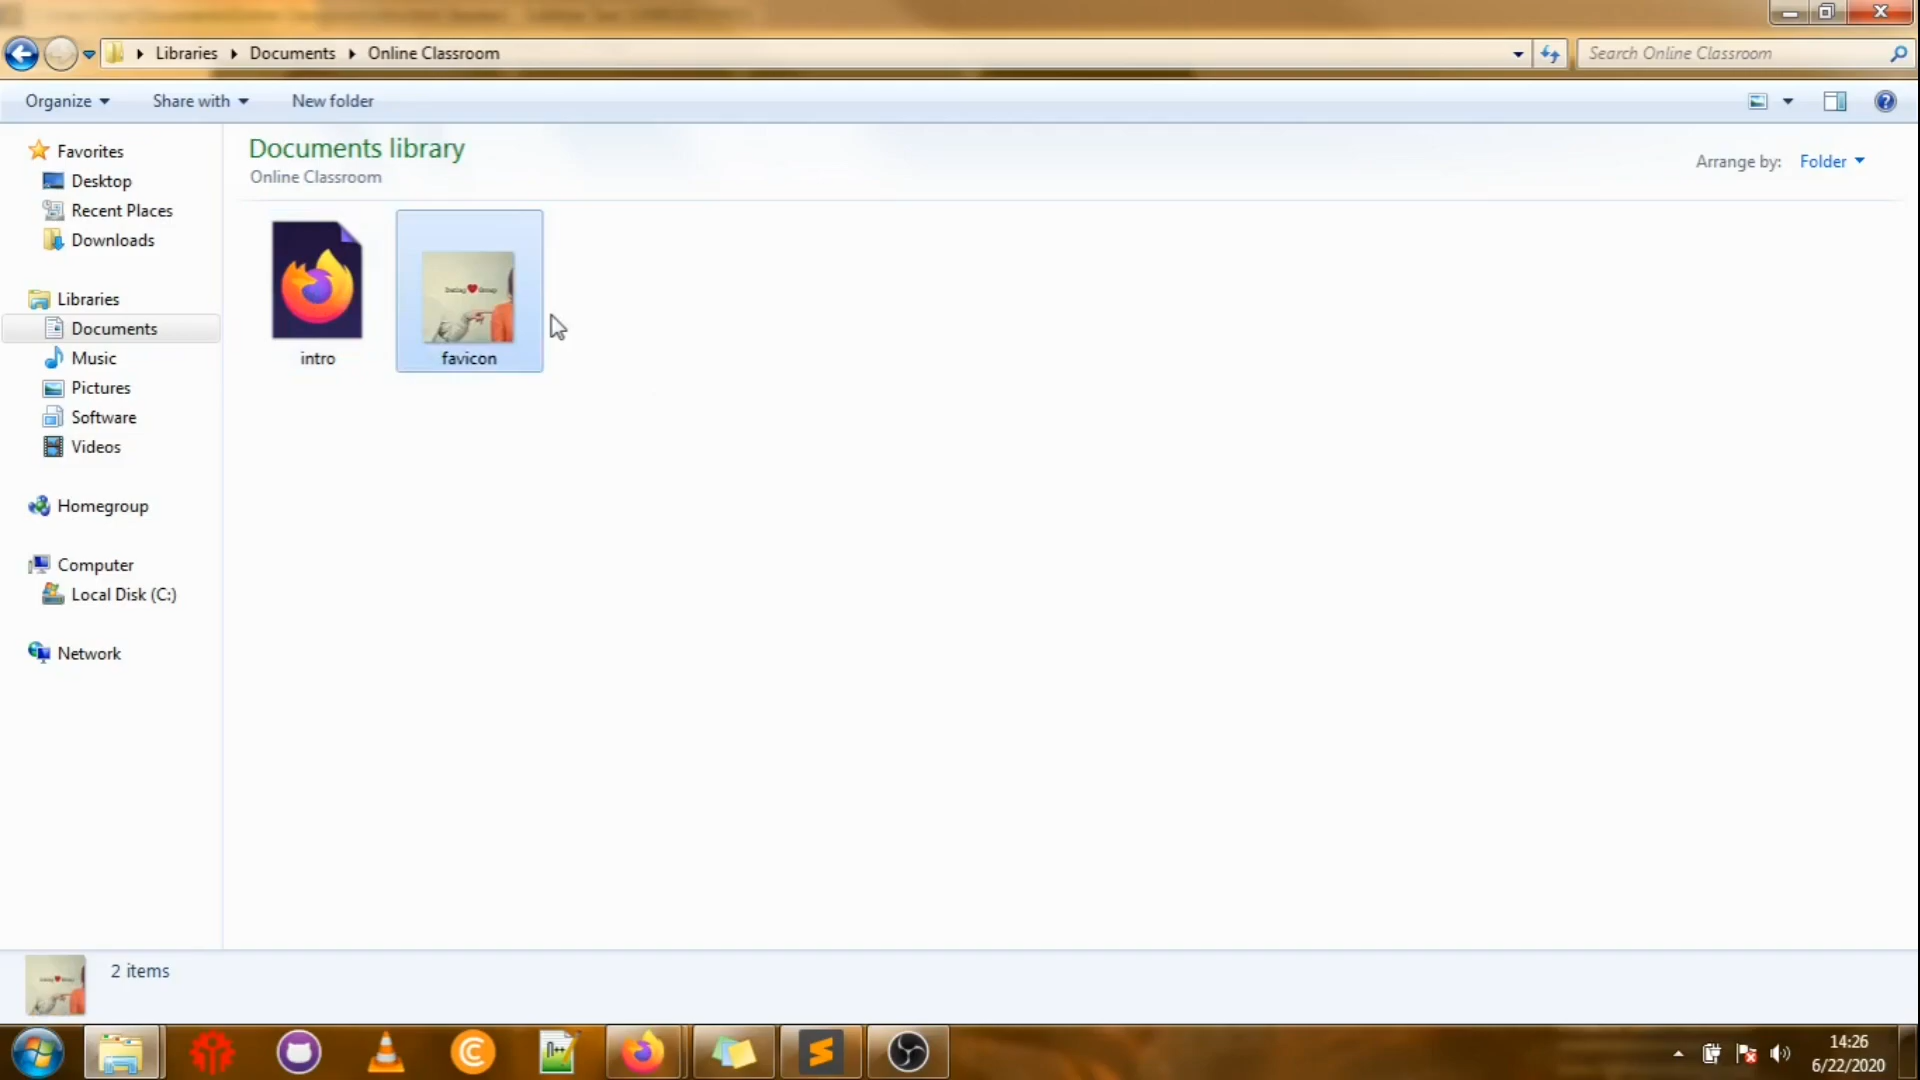 Libraries Documents Online Classroom
Search Online Classroom
Organize Share with New folder
Documents library
Online Classroom
Arrange by: Folder
Favorites
Desktop
Recent Places
Downloads
Libraries
Documents
Music
Pictures
Software
Videos
Homegroup
Computer
Local Disk (C:)
Network
intro
favicon
2 items
14:26
6/22/2020